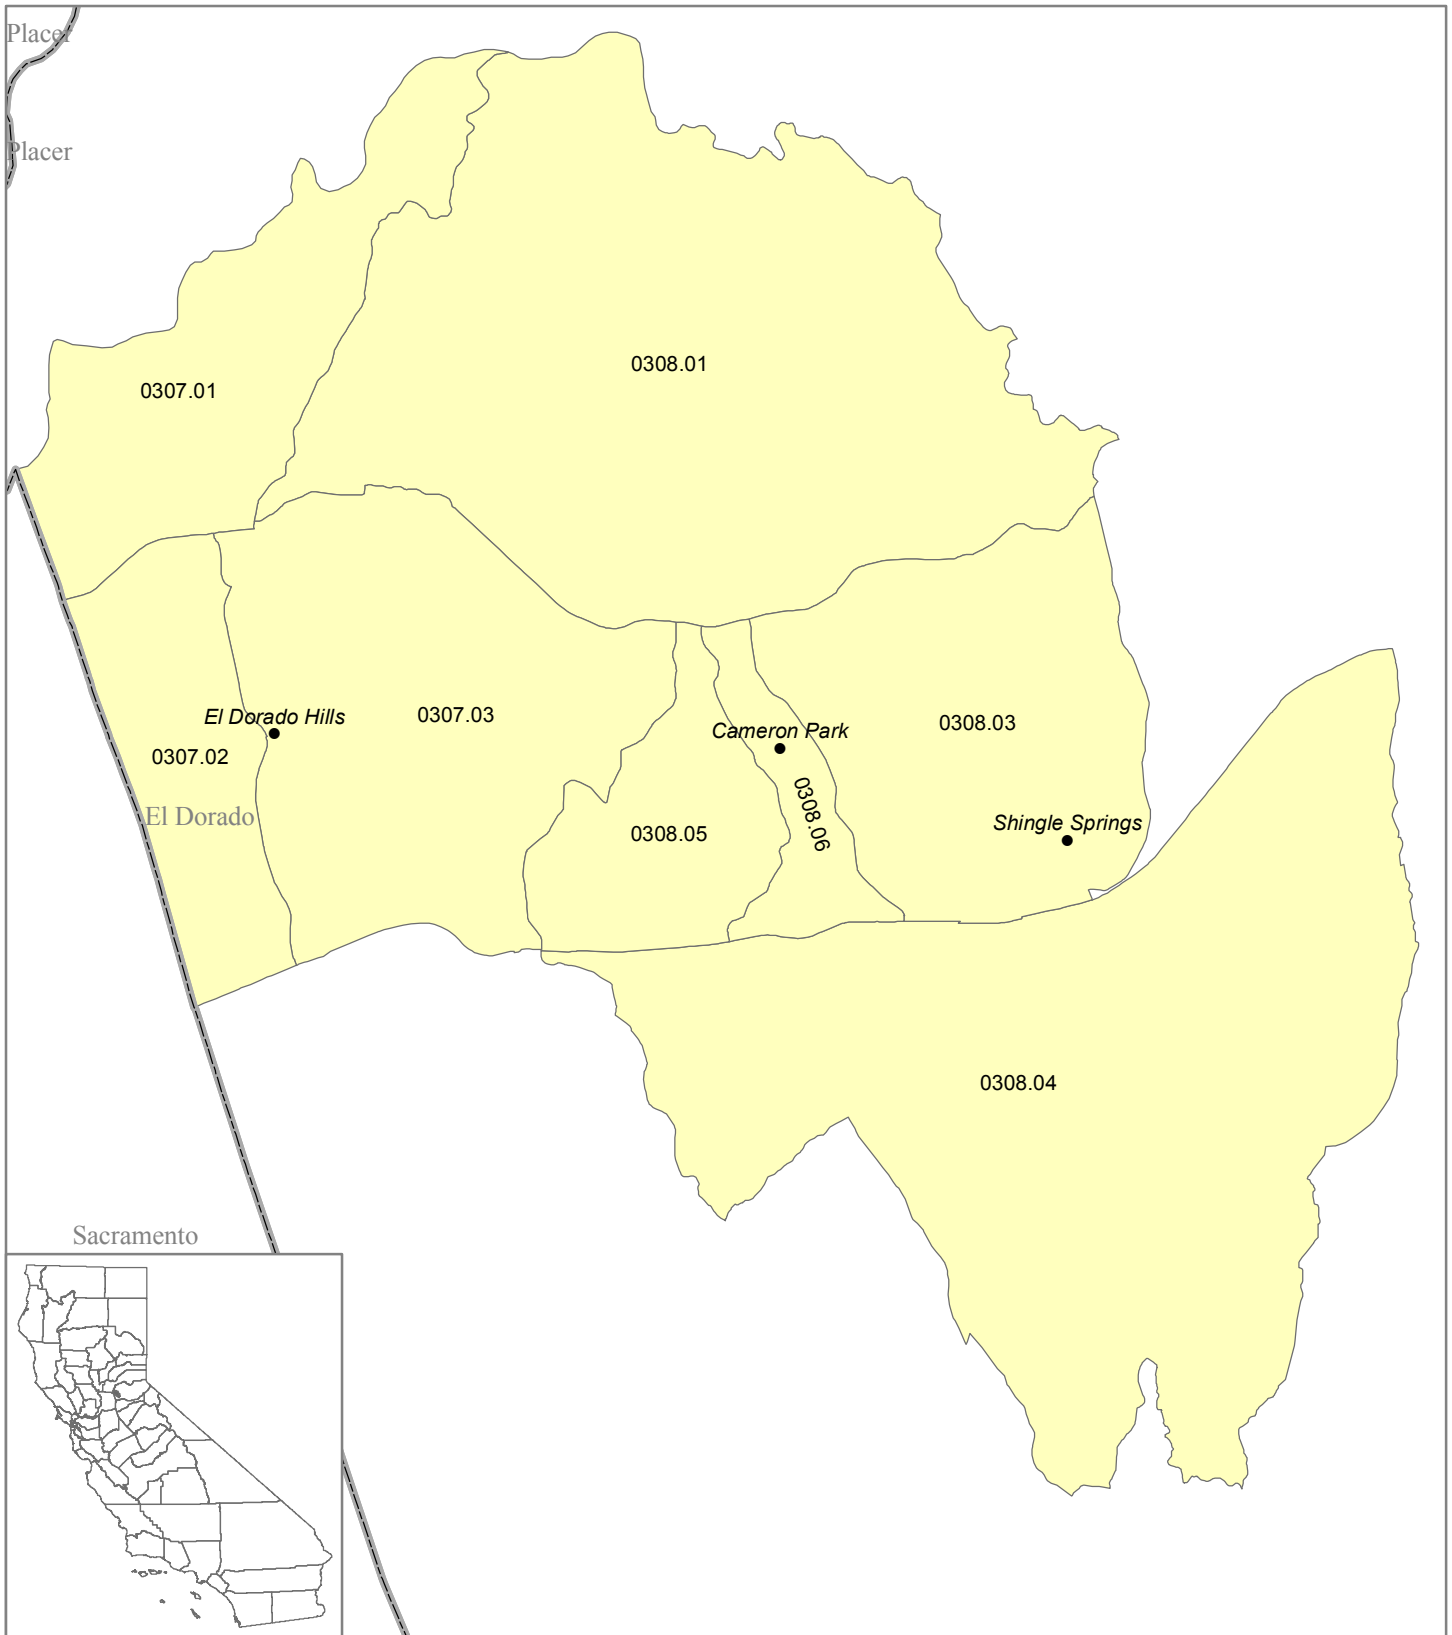 Placer
Placer
0308.01
0307.01
El Dorado Hills
0307.03
0308.03
Cameron Park
0307.02
El Dorado
0308.06
Shingle Springs
0308.05
0308.04
Sacramento